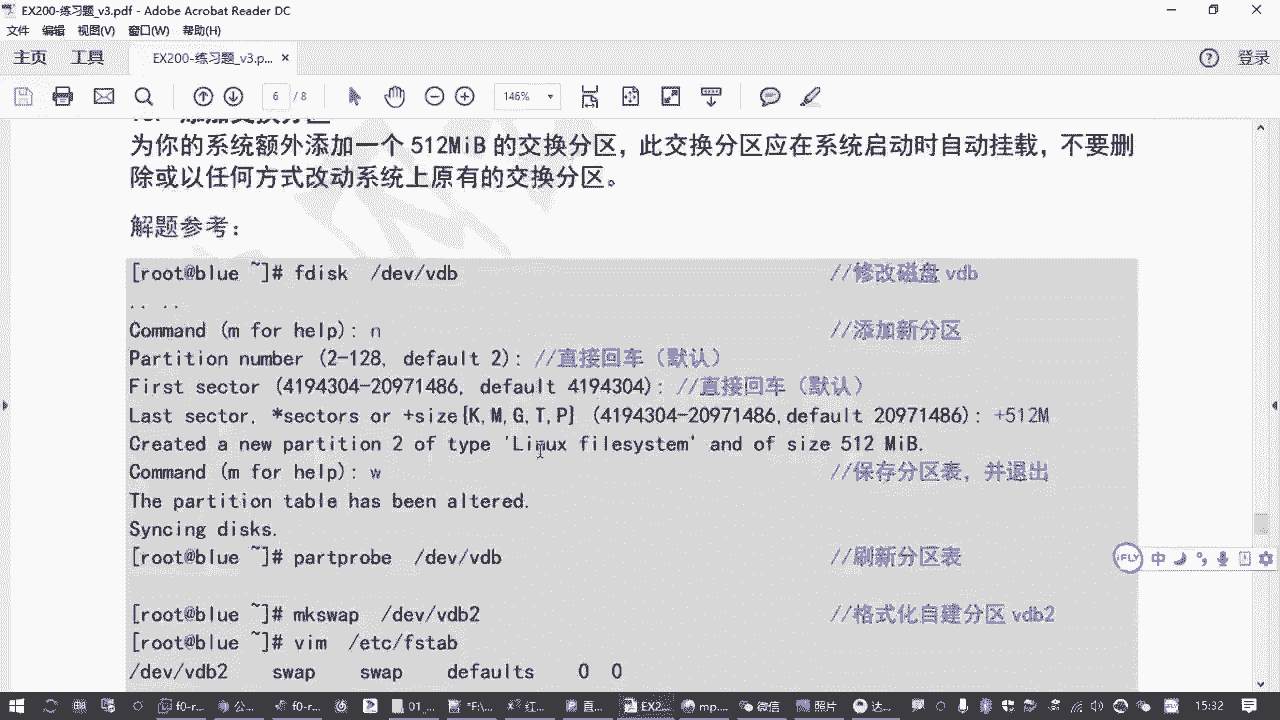 EX200-练习题_v3.pdf - Adobe Acrobat Reader DC
文件 编辑 视图(V) 窗口(W) 帮助(H)
主页 工具 EX200-练习题_v3.p... × 登录
6 / 8 146%
添加交换分区
为你的系统额外添加一个 512MiB 的交换分区，此交换分区应在系统启动时自动挂载，不要删
除或以任何方式改动系统上原有的交换分区。
解题参考：
[root@blue ~]# fdisk /dev/vdb //修改磁盘 vdb
.. ..
Command (m for help): n //添加新分区
Partition number (2-128, default 2): //直接回车（默认）
First sector (4194304-20971486, default 4194304): //直接回车（默认）
Last sector, *sectors or +size{K,M,G,T,P} (4194304-20971486,default 20971486): +512M
Created a new partition 2 of type 'Linux filesystem' and of size 512 MiB.
Command (m for help): w //保存分区表，并退出
The partition table has been altered.
Syncing disks.
[root@blue ~]# partprobe /dev/vdb //刷新分区表
iFLY 中
[root@blue ~]# mkswap /dev/vdb2 //格式化自建分区 vdb2
[root@blue ~]# vim /etc/fstab
/dev/vdb2 swap swap defaults 0 0
f0-r... 公... f0-r... 01_... "F\... 红... 直... EX2... mp... 微信 照片 达... 15:32